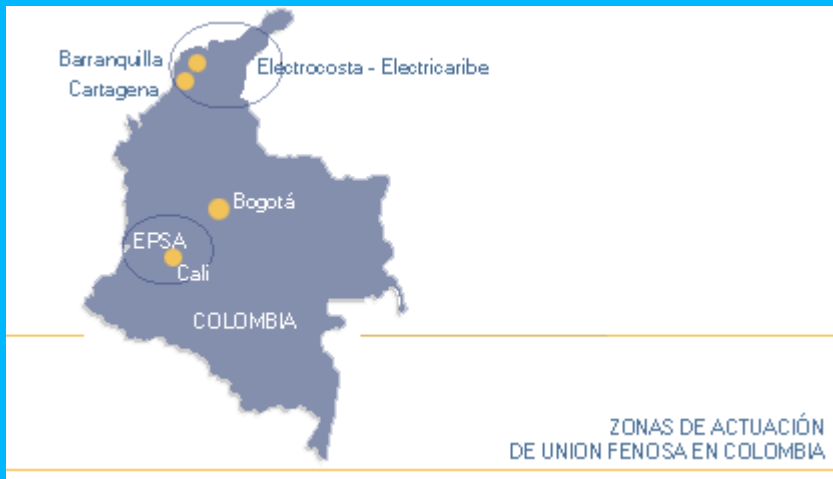 Barranquilla
Electrocosta - Electricaribe
Cartagena
Bogotá
EPSA
Cali
COLOMBIA
ZONAS DE ACTUACIÓN
DE UNION FENOSA EN COLOMBIA